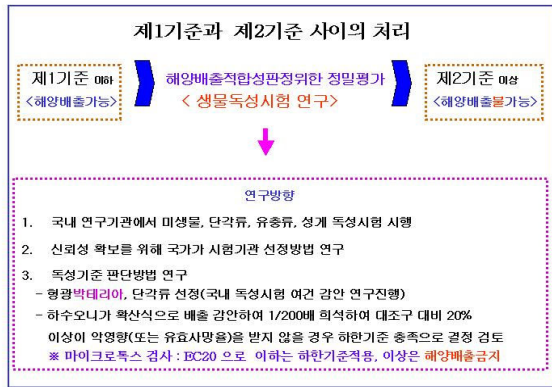 제1기준과 제2기준 사이의 처리
제1기준 이하
<해양배출가능>
해양배출적합성판정위한 정밀평가
< 생물독성시험 연구>
제2기준 이상
<해양배출불가능>
연구방향
1. 국내 연구기관에서 미생물, 단각류, 유충류, 성게 독성시험 시행
2. 신뢰성 확보를 위해 국가가 시험기관 선정방법 연구
3. 독성기준 판단방법 연구
- 형광박테리아, 단각류 선정(국내 독성시험 여건 감안 연구진행)
- 하수오니가 확산식으로 배출 감안하여 1/200배 희석하여 대조구 대비 20%
이상이 악영향(또는 유효사망율)을 받지 않을 경우 하한기준 충족으로 결정 검토
※ 마이크로톡스 검사 : EC20 으로 이하는 하한기준적용, 이상은 해양배출금지